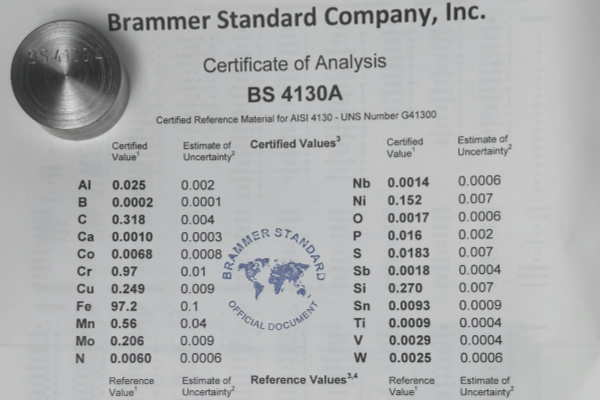 BS 4130A
Brammer Standard Company, Inc.
Certificate of Analysis
BS 4130A
Certified Reference Material for AISI 4130 - UNS Number G41300
Certified Value¹ Estimate of Uncertainty² Certified Values³ Certified Value¹ Estimate of Uncertainty²
Al 0.025 0.002 Nb 0.0014 0.0006
B 0.0002 0.0001 Ni 0.152 0.007
C 0.318 0.004 O 0.0017 0.0006
Ca 0.0010 0.0003 P 0.016 0.002
Co 0.0068 0.0008 S 0.0183 0.007
Cr 0.97 0.01 Sb 0.0018 0.0004
Cu 0.249 0.009 Si 0.270 0.007
Fe 97.2 0.1 Sn 0.0093 0.0009
Mn 0.56 0.04 Ti 0.0009 0.0004
Mo 0.206 0.009 V 0.0029 0.0004
N 0.0060 0.0006 W 0.0025 0.0006
BRAMMER STANDARD
OFFICIAL DOCUMENT
Reference Value¹ Estimate of Uncertainty² Reference Values³,⁴ Reference Value¹ Estimate of Uncertainty²